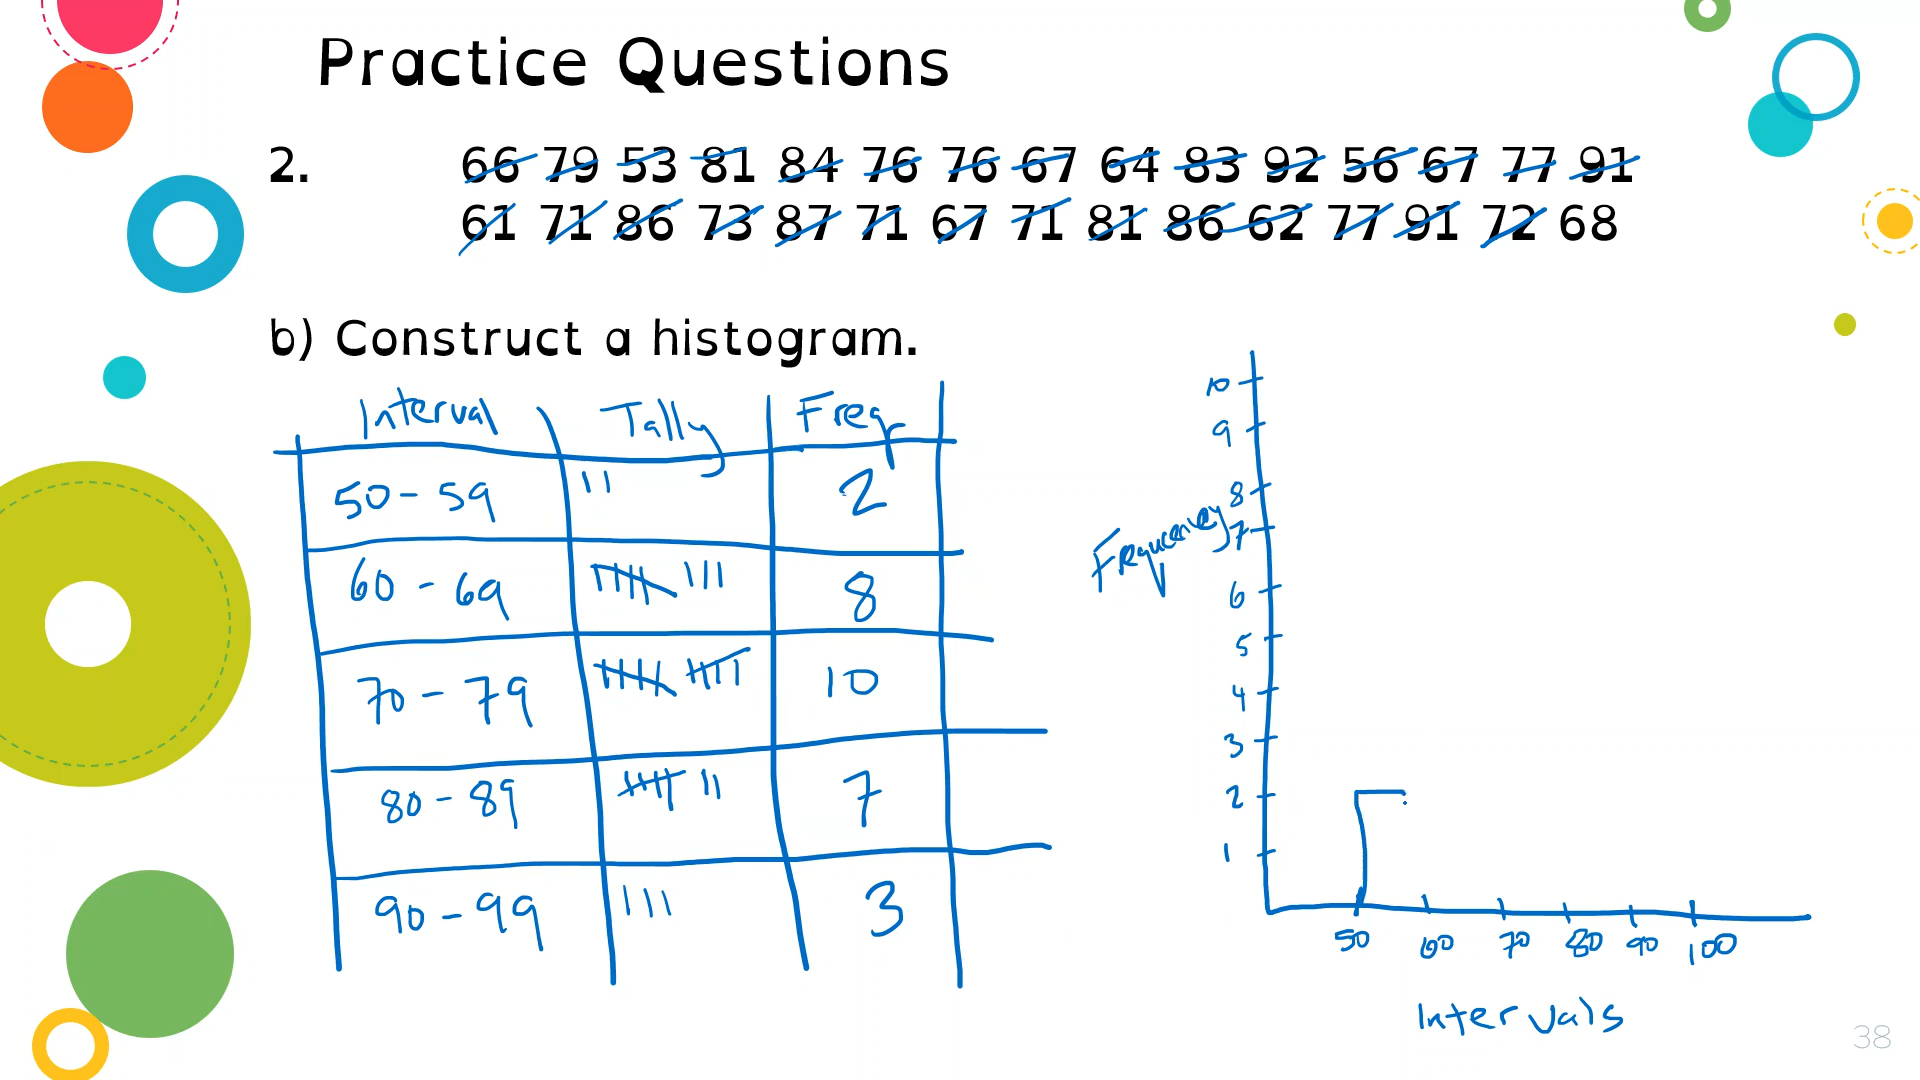 Practice Questions
2. 66 79 53 81 84 76 76 67 64 83 92 56 67 77 91
61 71 86 73 87 71 67 71 81 86 62 77 91 72 68
b) Construct a histogram.
Interval Tally Freq
50 - 59 2
60 - 69 8
70 - 79 10
80 - 89 7
90 - 99 3
Frequency
10
9
8
7
6
5
4
3
2
1
50 60 70 80 90 100
Intervals
38